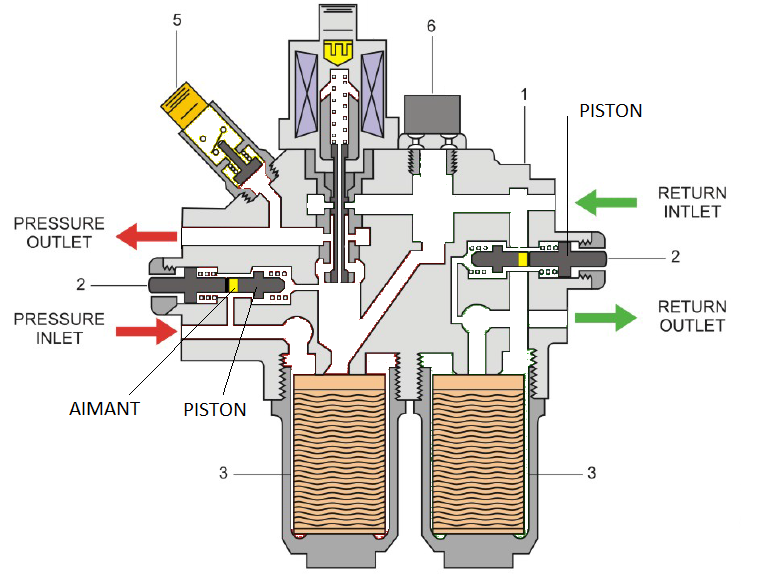 5
6
1
PISTON
RETURN
INTLET
PRESSURE
OUTLET
2
2
PRESSURE
INLET
RETURN
OUTLET
AIMANT
PISTON
3
3